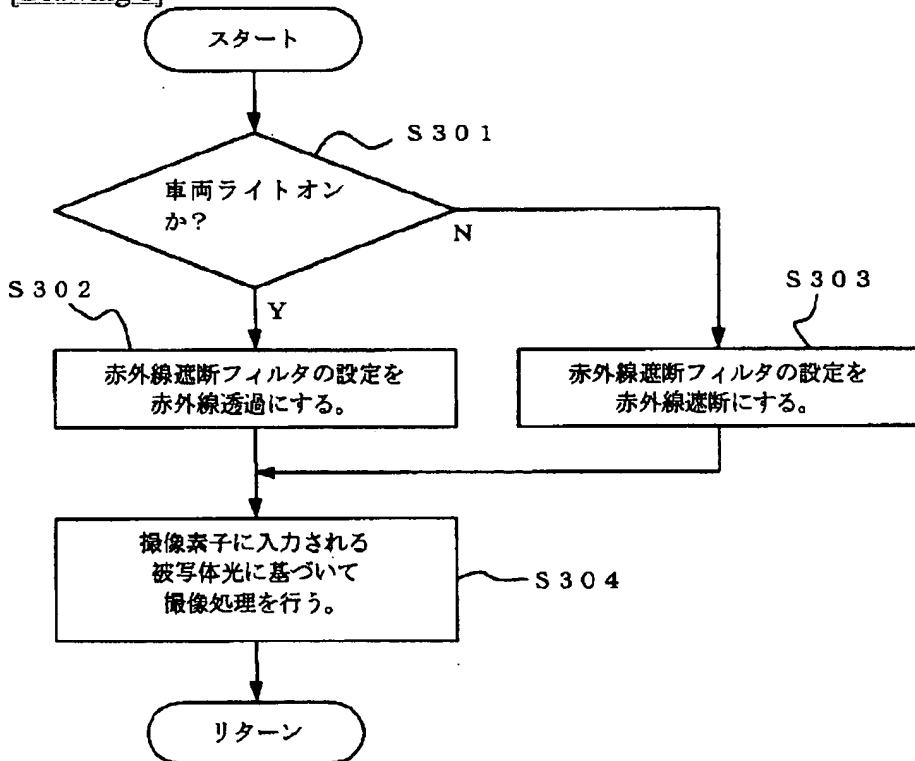 スタート
S301
車両ライトオン
か？
N
S302
Y
S303
赤外線遮断フィルタの設定を
赤外線透過にする。
赤外線遮断フィルタの設定を
赤外線遮断にする。
撮像素子に入力される
被写体光に基づいて
撮像処理を行う。
S304
リターン